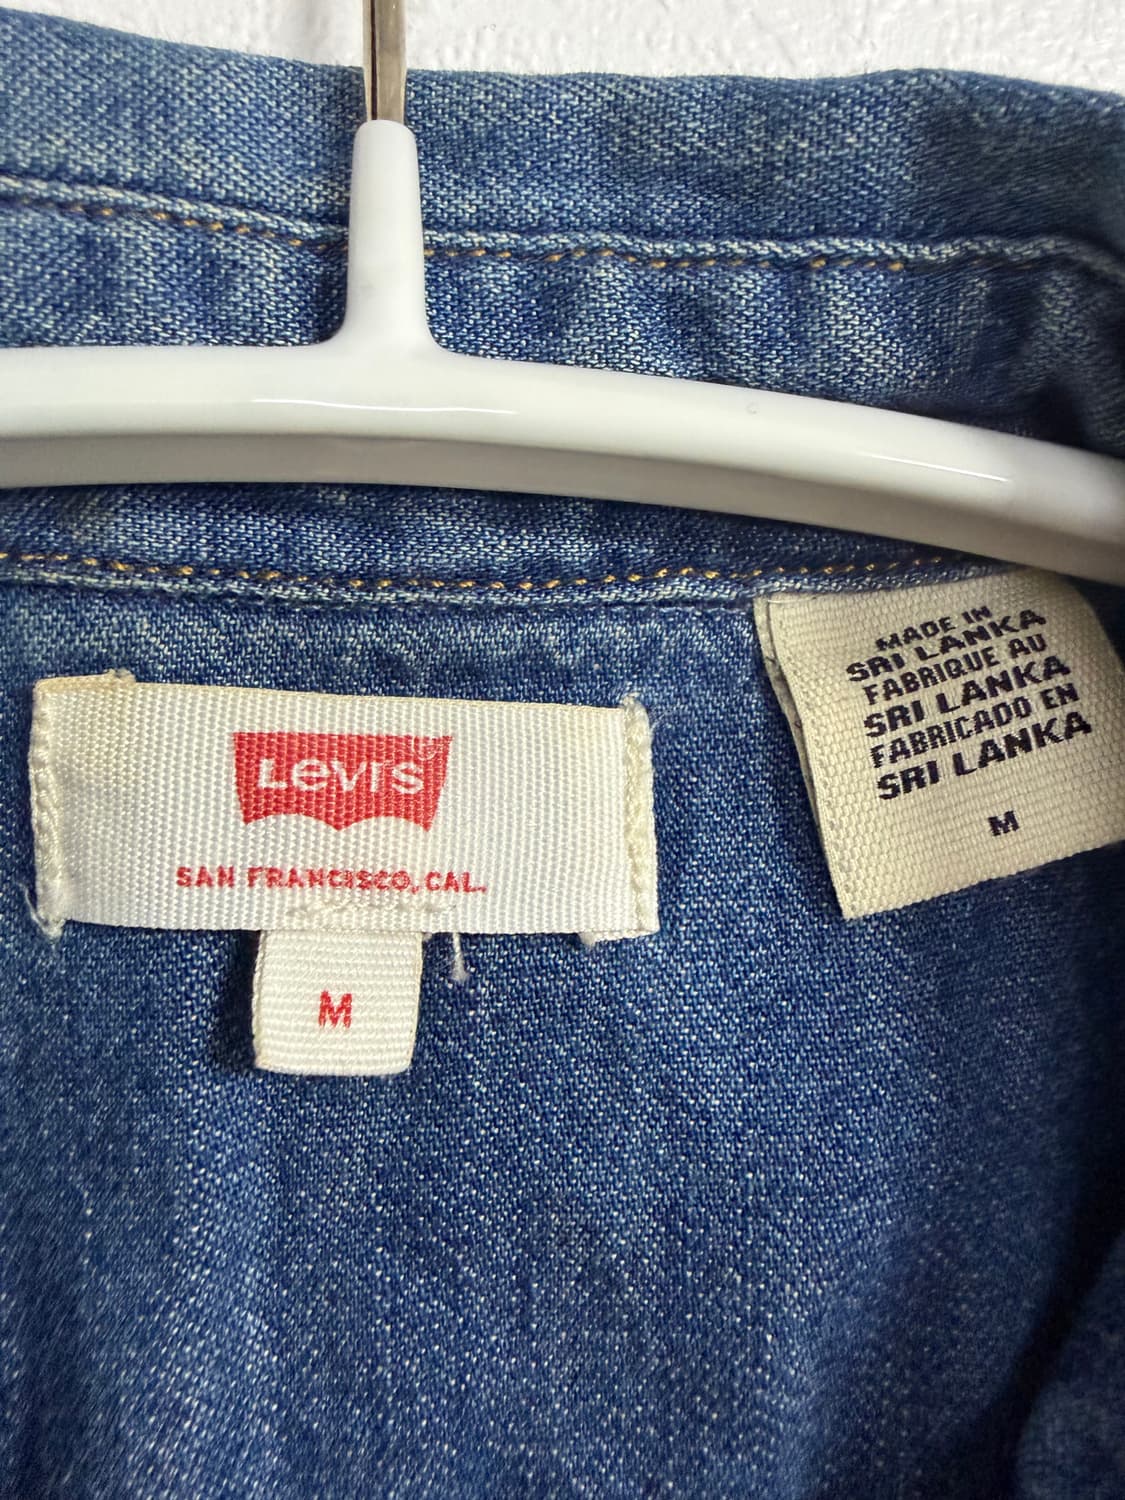 Levi's
SAN FRANCISCO, CAL.
M
MADE IN
SRI LANKA
FABRIQUE AU
SRI LANKA
FABRICADO EN
SRI LANKA
M